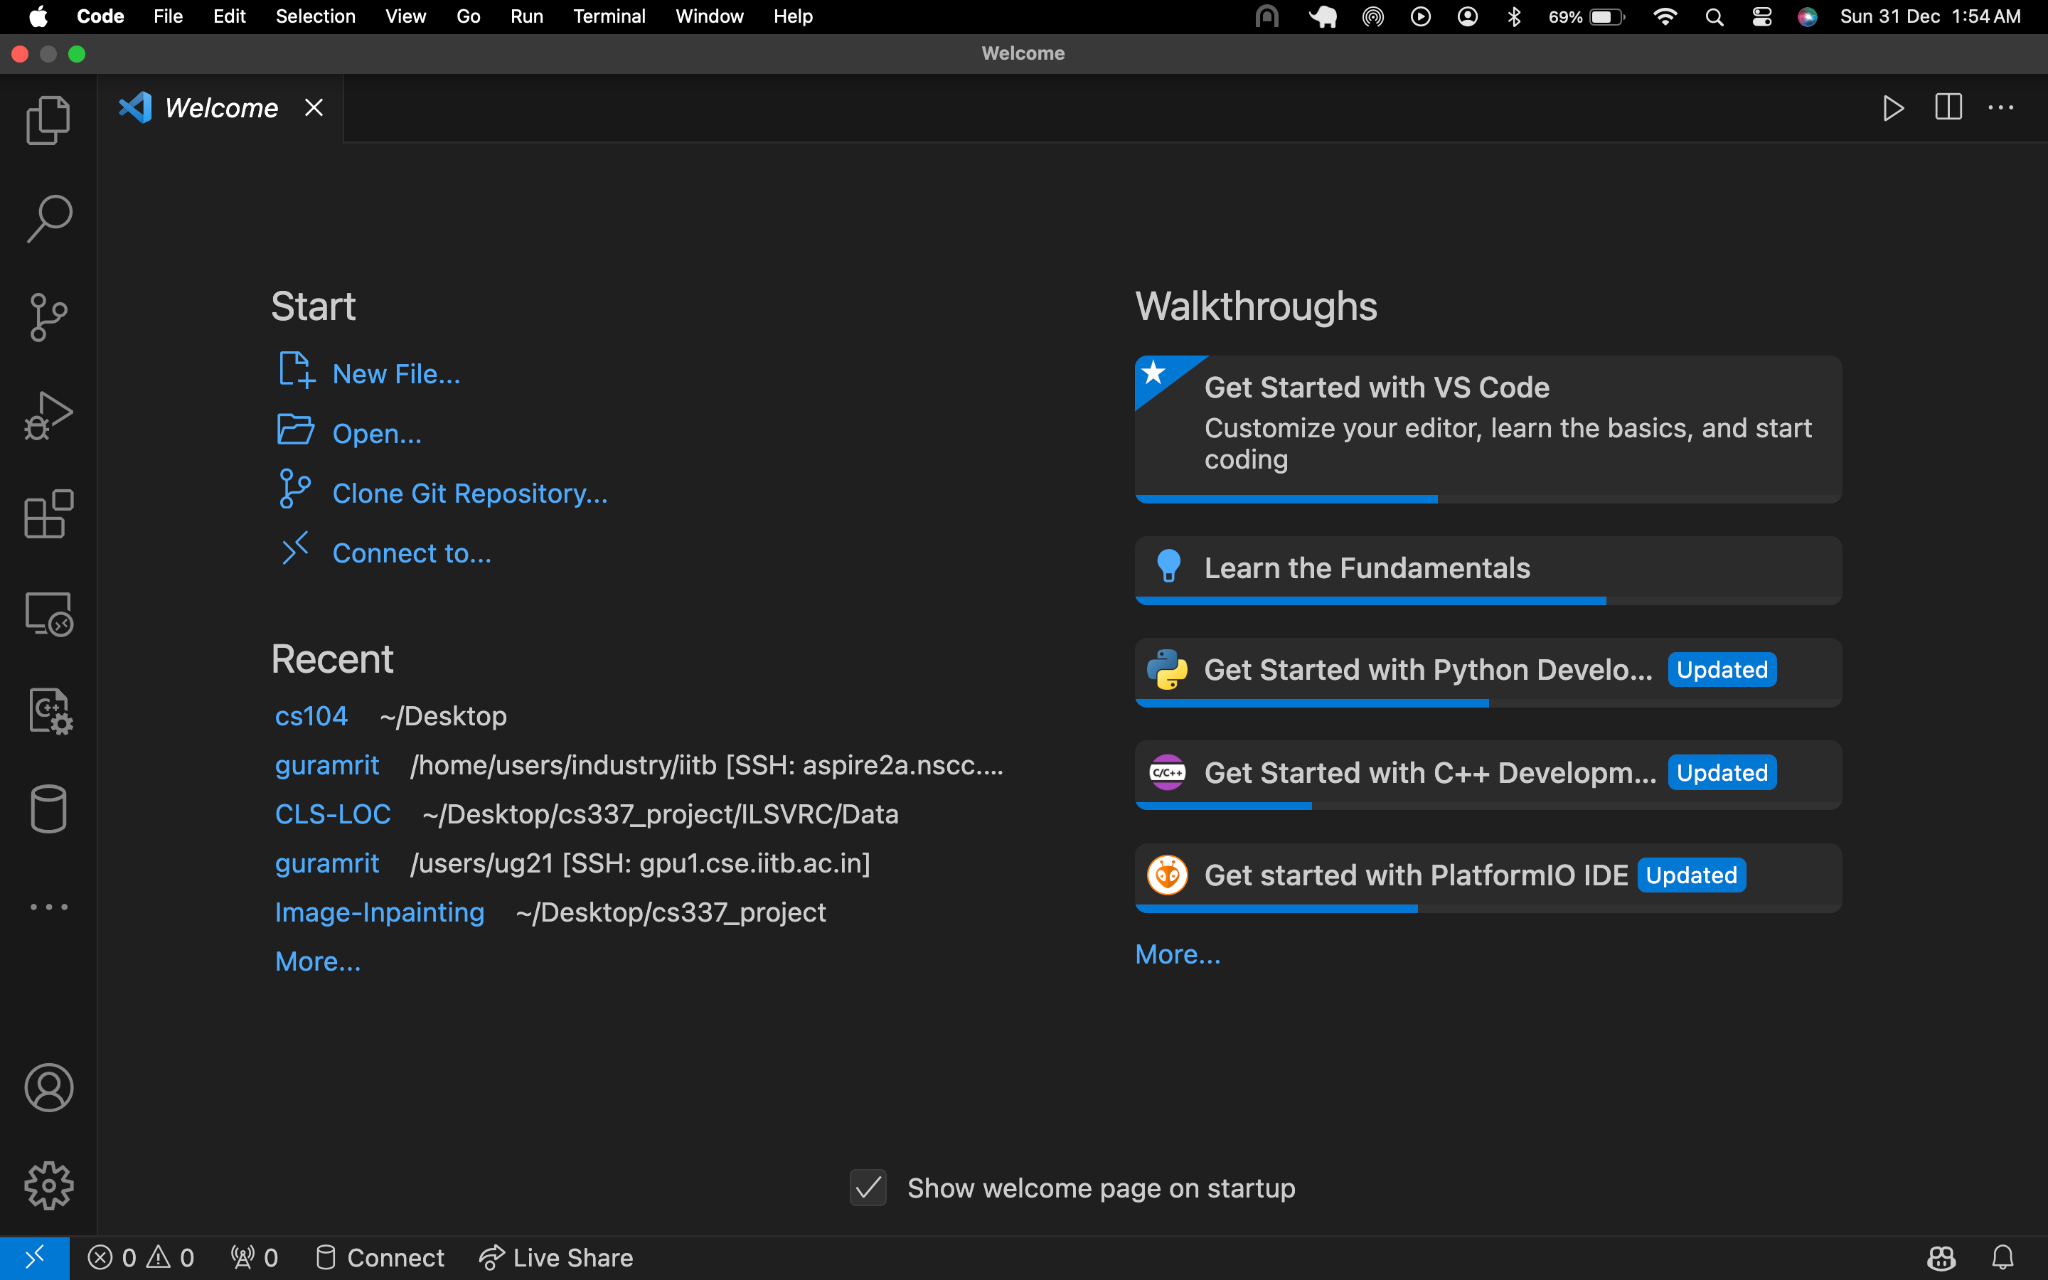 Code File Edit Selection View Go Run Terminal Window Help 69% Sun 31 Dec 1:54 AM
Welcome
Welcome
Start
New File...
Open...
Clone Git Repository...
Connect to...
Recent
cs104 ~/Desktop
guramrit /home/users/industry/iitb [SSH: aspire2a.nscc....
CLS-LOC ~/Desktop/cs337_project/ILSVRC/Data
guramrit /users/ug21 [SSH: gpu1.cse.iitb.ac.in]
Image-Inpainting ~/Desktop/cs337_project
More...
Walkthroughs
Get Started with VS Code
Customize your editor, learn the basics, and start
coding
Learn the Fundamentals
Get Started with Python Develo... Updated
C/C++ Get Started with C++ Developm... Updated
Get started with PlatformIO IDE Updated
More...
Show welcome page on startup
0 0 0 Connect Live Share